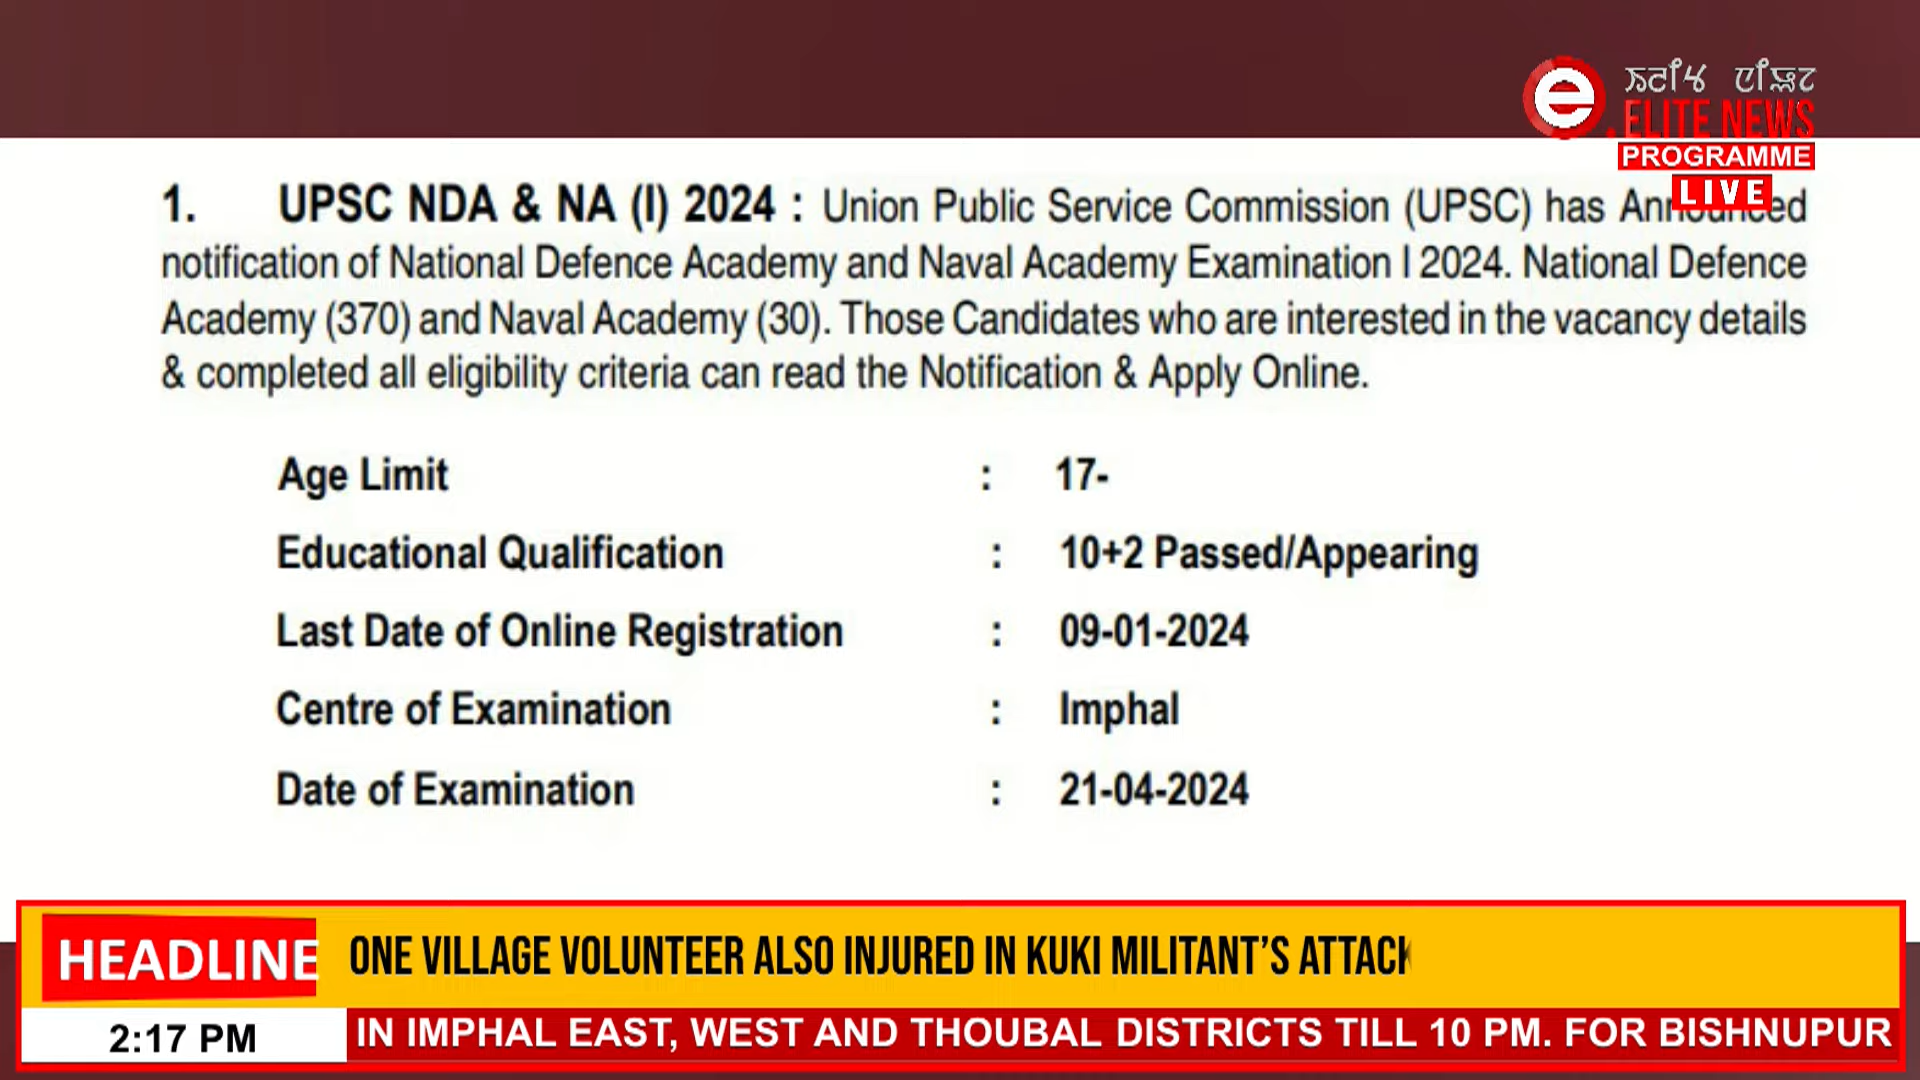 ꯏꯂꯤꯠ ꯅꯤꯎꯖ
ELITE NEWS
PROGRAMME
LIVE
1. UPSC NDA & NA (I) 2024 : Union Public Service Commission (UPSC) has Announced
notification of National Defence Academy and Naval Academy Examination I 2024. National Defence
Academy (370) and Naval Academy (30). Those Candidates who are interested in the vacancy details
& completed all eligibility criteria can read the Notification & Apply Online.
Age Limit : 17-
Educational Qualification : 10+2 Passed/Appearing
Last Date of Online Registration : 09-01-2024
Centre of Examination : Imphal
Date of Examination : 21-04-2024
HEADLINE
ONE VILLAGE VOLUNTEER ALSO INJURED IN KUKI MILITANT’S ATTACK
2:17 PM
IN IMPHAL EAST, WEST AND THOUBAL DISTRICTS TILL 10 PM. FOR BISHNUPUR